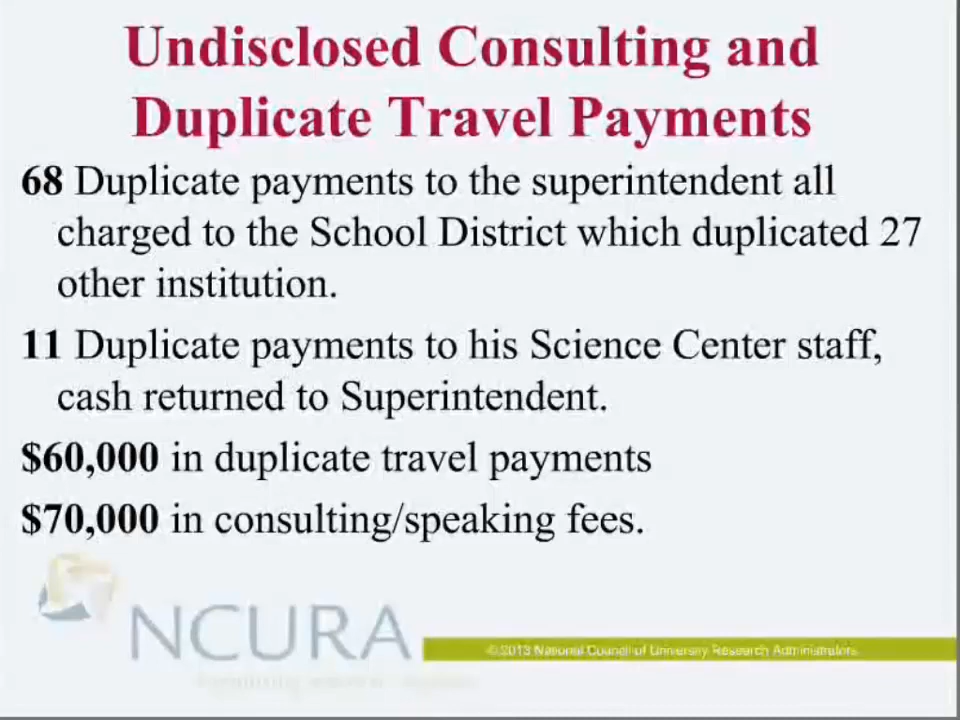 Undisclosed Consulting and
Duplicate Travel Payments
68 Duplicate payments to the superintendent all
charged to the School District which duplicated 27
other institution.
11 Duplicate payments to his Science Center staff,
cash returned to Superintendent.
$60,000 in duplicate travel payments
$70,000 in consulting/speaking fees.
NCURA
© 2013 National Council of University Research Administrators